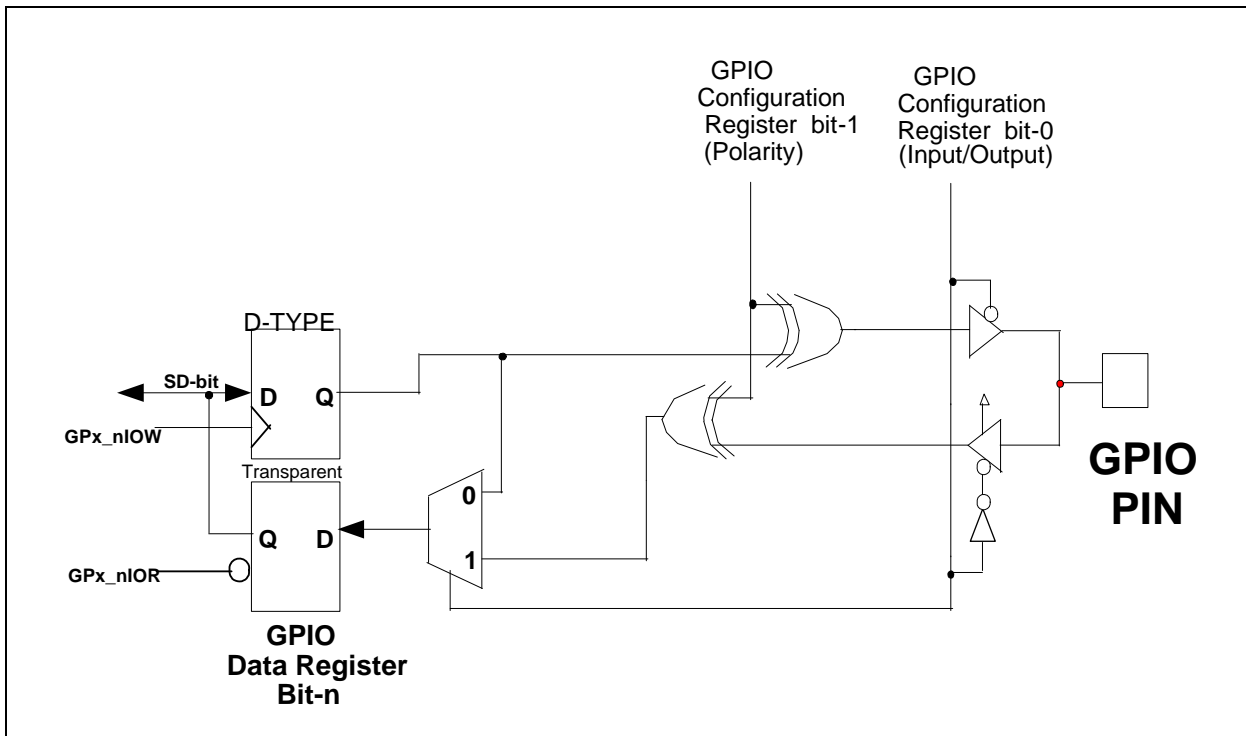 GPIO
Configuration
Register bit-1
(Polarity)
GPIO
Configuration
Register bit-0
(Input/Output)
D-TYPE
SD-bit
D
Q
GPx_nIOW
Transparent
0
Q
D
1
GPx_nIOR
GPIO
Data Register
Bit-n
GPIO
PIN